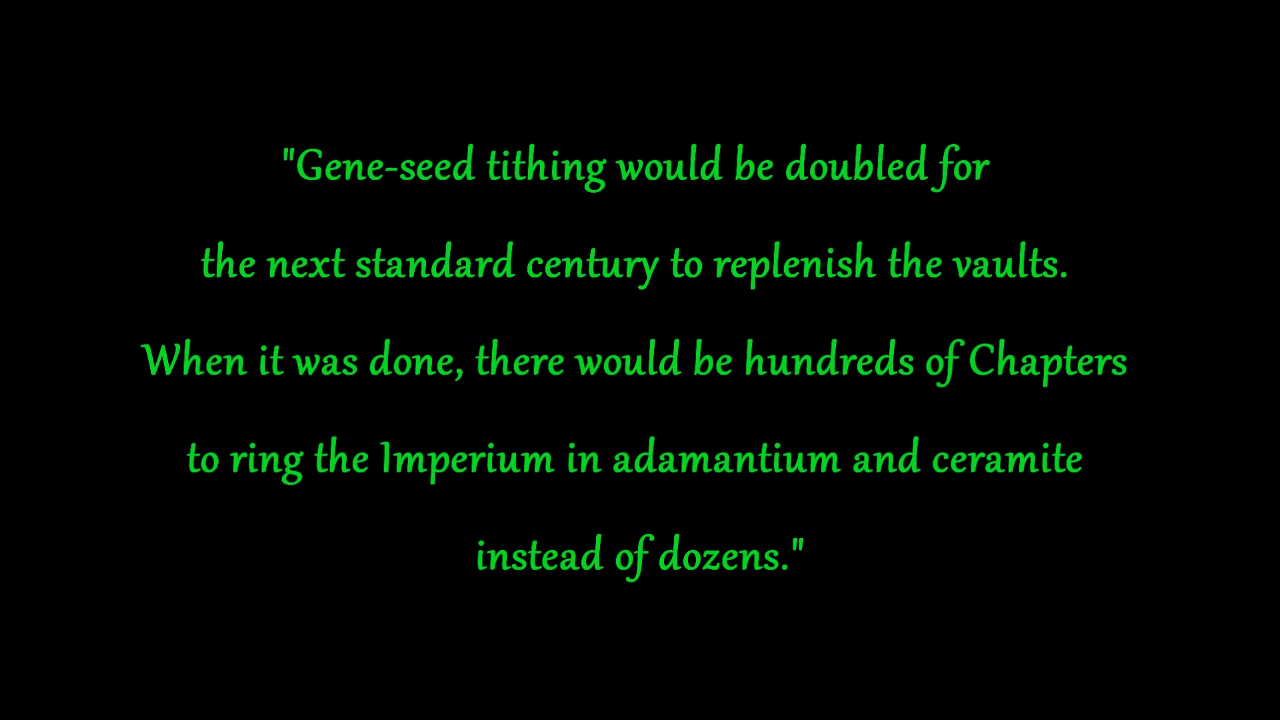 "Gene-seed tithing would be doubled for
the next standard century to replenish the vaults.
When it was done, there would be hundreds of Chapters
to ring the Imperium in adamantium and ceramite
instead of dozens."